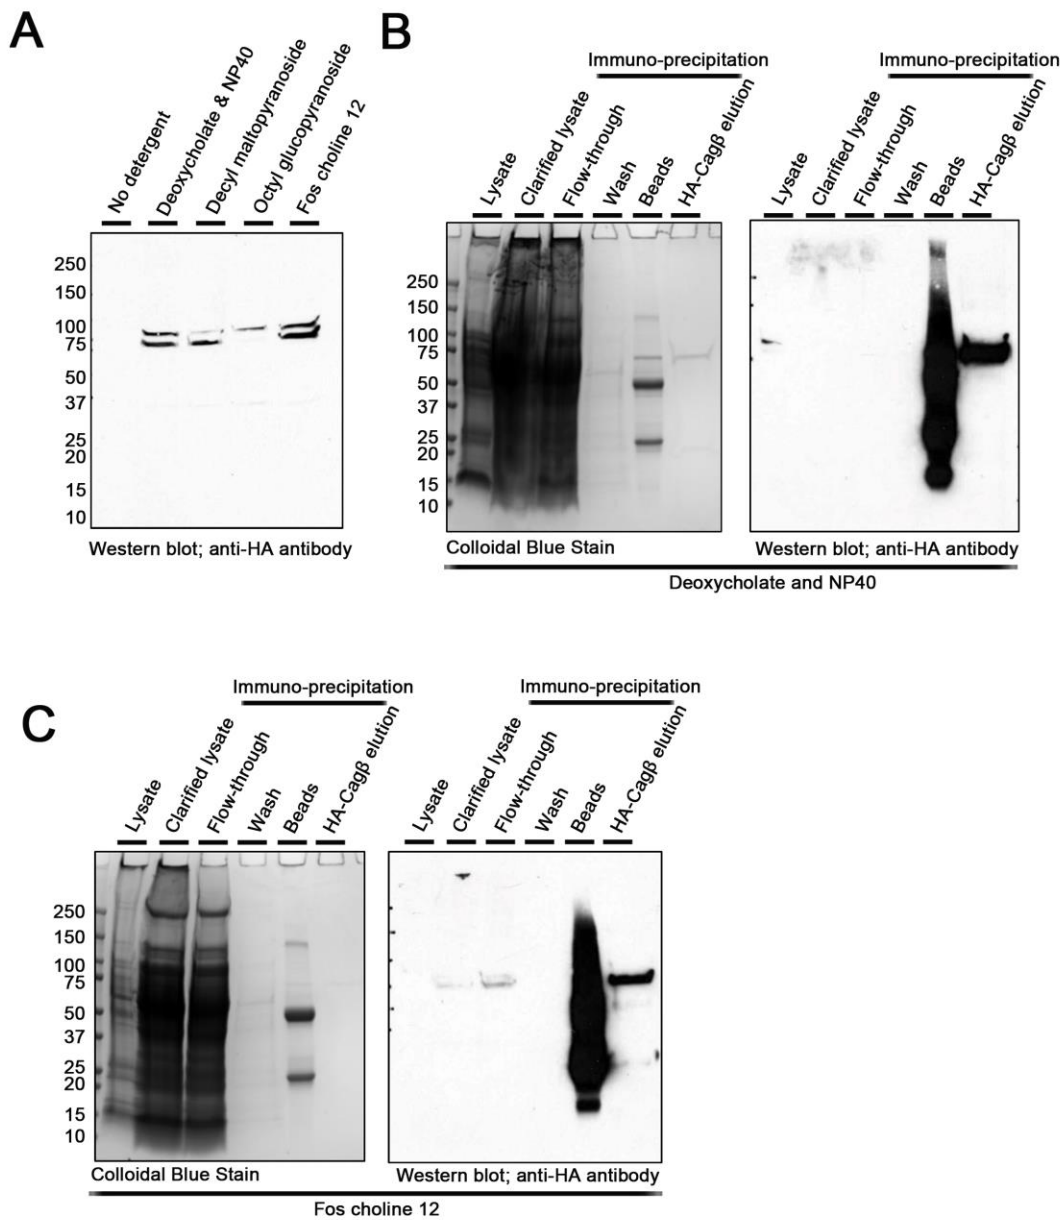 A
No detergent
Deoxycholate & NP40
Decyl maltopyranoside
Octyl glucopyranoside
Fos choline 12
250
150
100
75
50
37
25
20
15
10
Western blot; anti-HA antibody
B
Immuno-precipitation
Lysate
Clarified lysate
Flow-through
Wash
Beads
HA-Cagβ elution
250
150
100
75
50
37
25
20
15
10
Colloidal Blue Stain
Immuno-precipitation
Lysate
Clarified lysate
Flow-through
Wash
Beads
HA-Cagβ elution
Western blot; anti-HA antibody
Deoxycholate and NP40
C
Immuno-precipitation
Lysate
Clarified lysate
Flow-through
Wash
Beads
HA-Cagβ elution
250
150
100
75
50
37
25
20
15
10
Colloidal Blue Stain
Immuno-precipitation
Lysate
Clarified lysate
Flow-through
Wash
Beads
HA-Cagβ elution
Western blot; anti-HA antibody
Fos choline 12